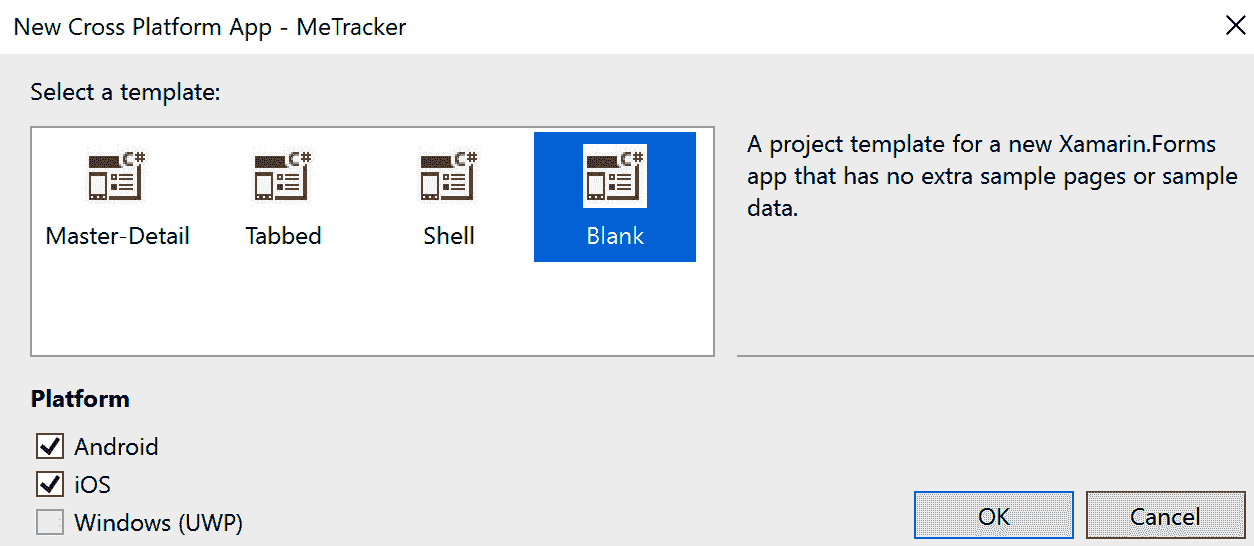 New Cross Platform App - MeTracker
Select a template:
C#
C#
C#
C#
Master-Detail
Tabbed
Shell
Blank
A project template for a new Xamarin.Forms
app that has no extra sample pages or sample
data.
Platform
Android
iOS
Windows (UWP)
OK
Cancel